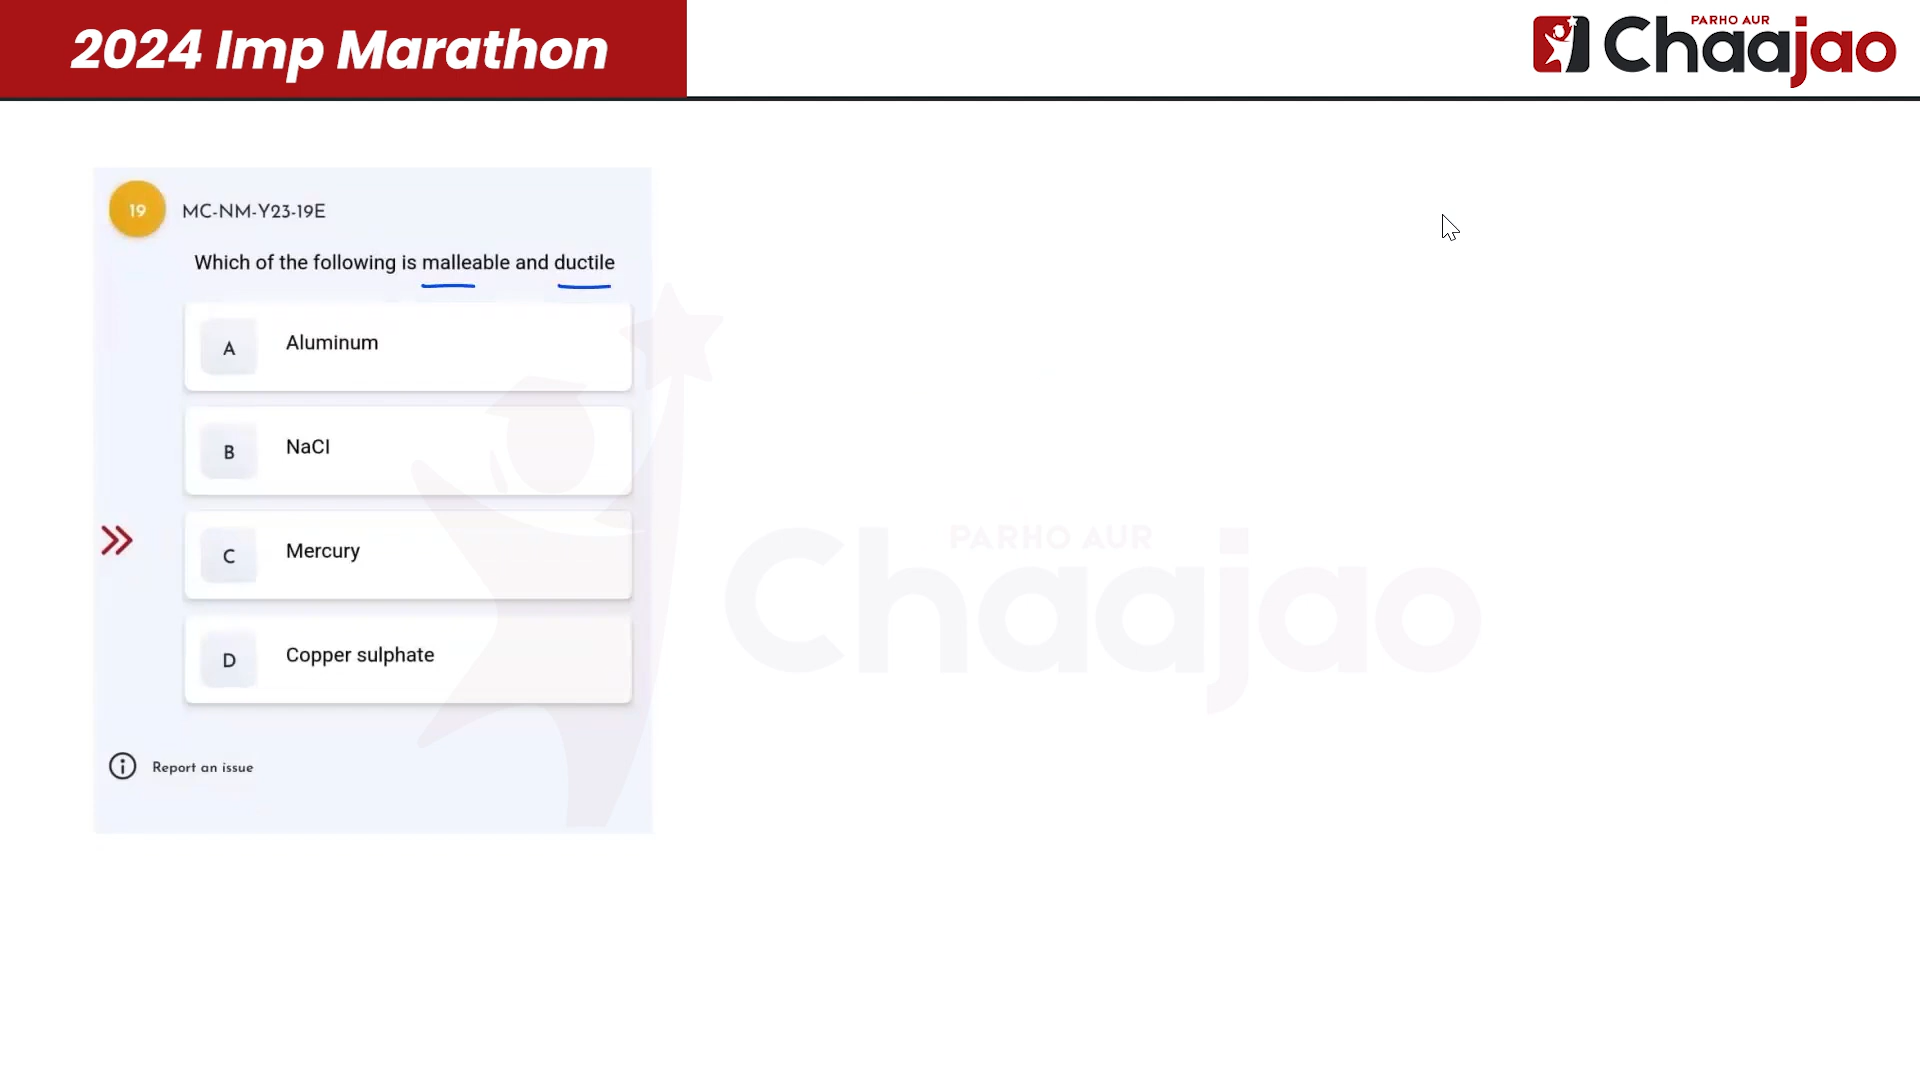 2024 Imp Marathon
PARHO AUR
Chaajao
19
MC-NM-Y23-19E
Which of the following is malleable and ductile
A
Aluminum
B
NaCl
C
Mercury
D
Copper sulphate
Report an issue
PARHO AUR
Chaajao